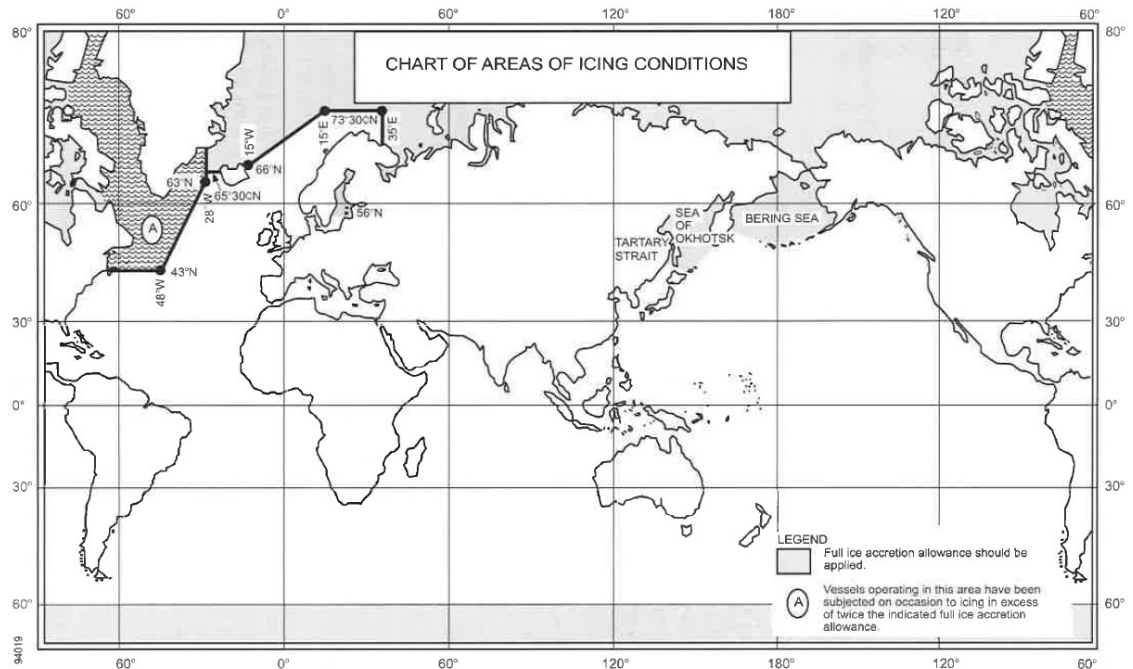 60° 0° 60° 120° 180° 120° 60°
80° 80°
CHART OF AREAS OF ICING CONDITIONS
15°W
15°E
73°30CN
35°E
66°N
63°N
65°30CN
28°W
60° 60°
56°N
A
SEA
OF
OKHOTSK
BERING SEA
TARTARY
STRAIT
43°N
48°W
30° 30°
0° 0°
30° 30°
LEGEND
Full ice accretion allowance should be
applied.
A
Vessels operating in this area have been
subjected on occasion to icing in excess
of twice the indicated full ice accretion
allowance.
60° 60°
94019
60° 0° 60° 120° 180° 120° 60°